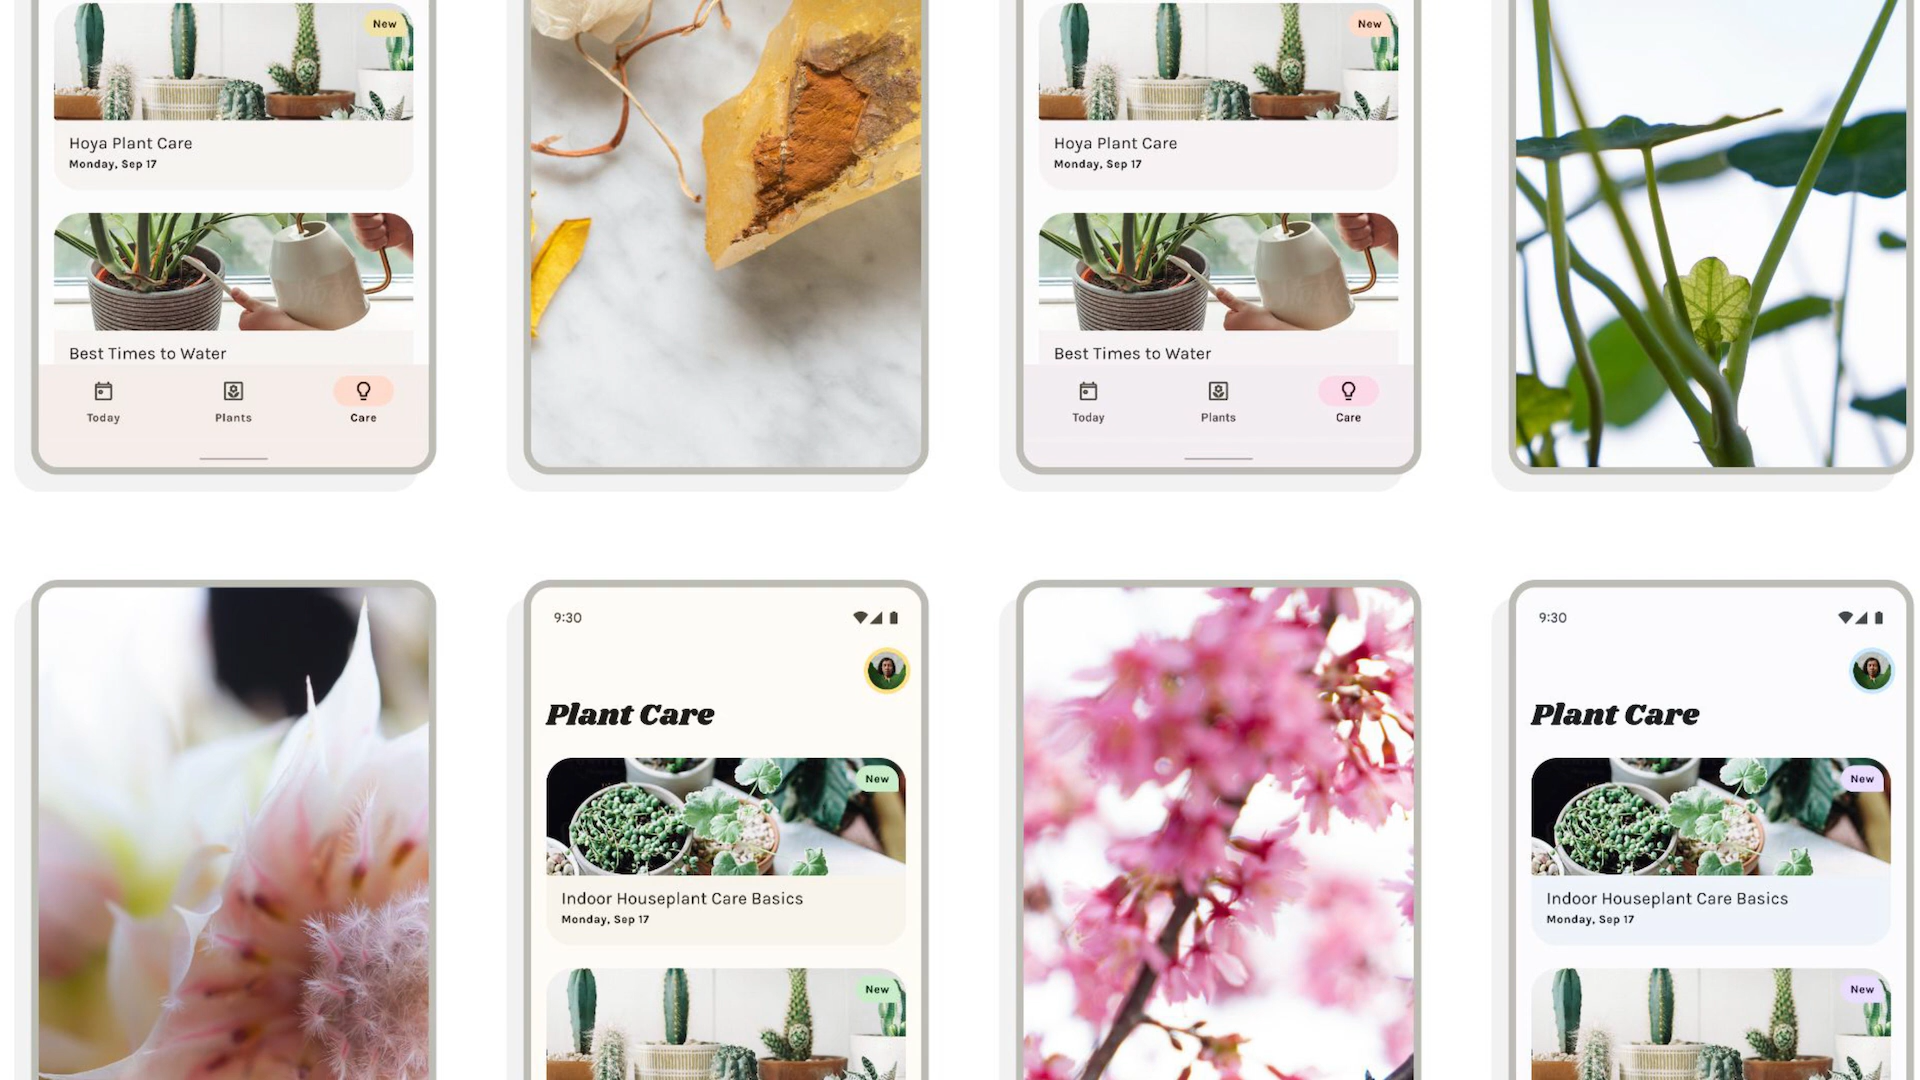 New
Hoya Plant Care
Monday, Sep 17
Best Times to Water
Today
Plants
Care
New
Hoya Plant Care
Monday, Sep 17
Best Times to Water
Today
Plants
Care
9:30
Plant Care
New
Indoor Houseplant Care Basics
Monday, Sep 17
New
9:30
Plant Care
New
Indoor Houseplant Care Basics
Monday, Sep 17
New